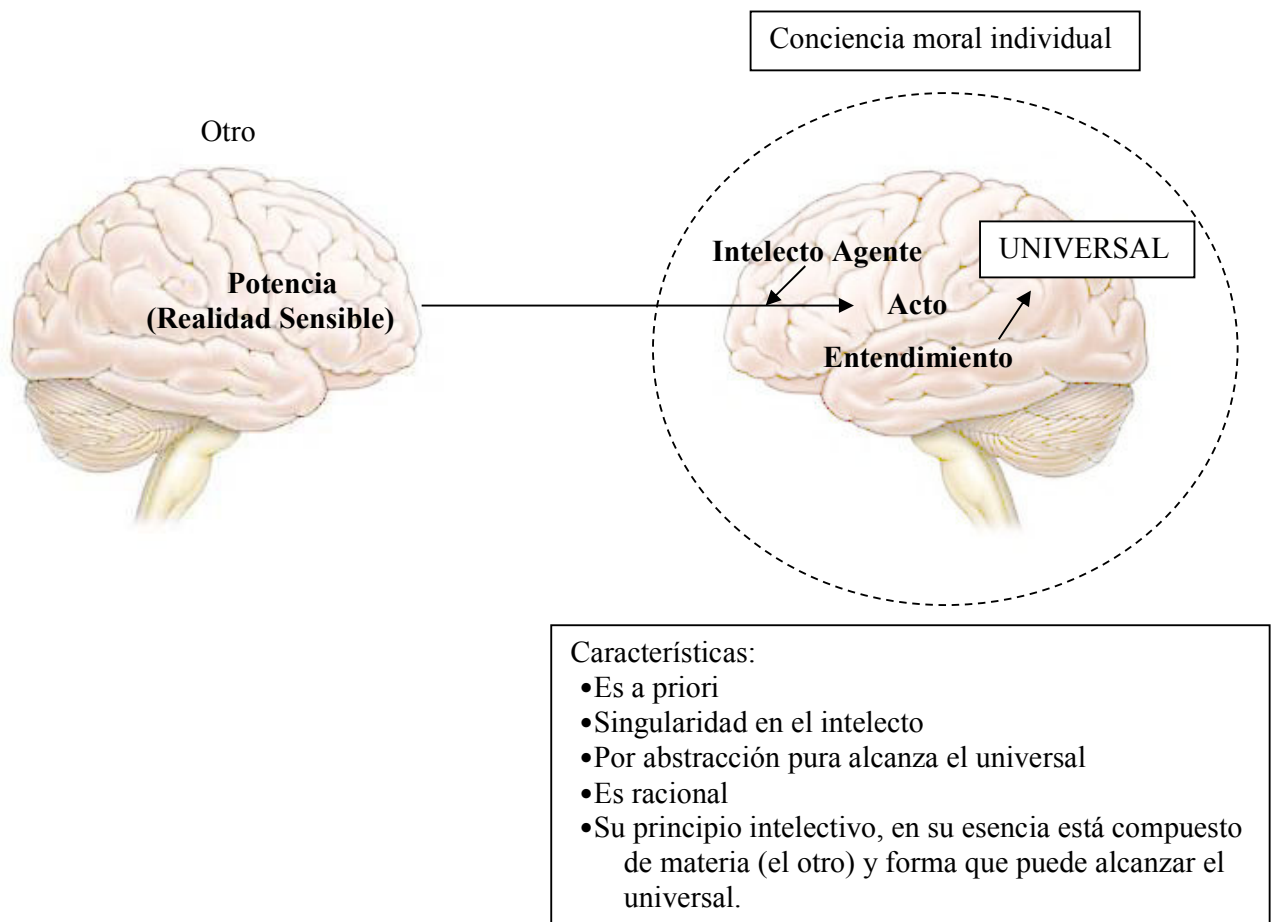 Conciencia moral individual
Otro
Potencia
(Realidad Sensible)
Intelecto Agente
UNIVERSAL
Acto
Entendimiento
Características:
•Es a priori
•Singularidad en el intelecto
•Por abstracción pura alcanza el universal
•Es racional
•Su principio intelectivo, en su esencia está compuesto
de materia (el otro) y forma que puede alcanzar el
universal.